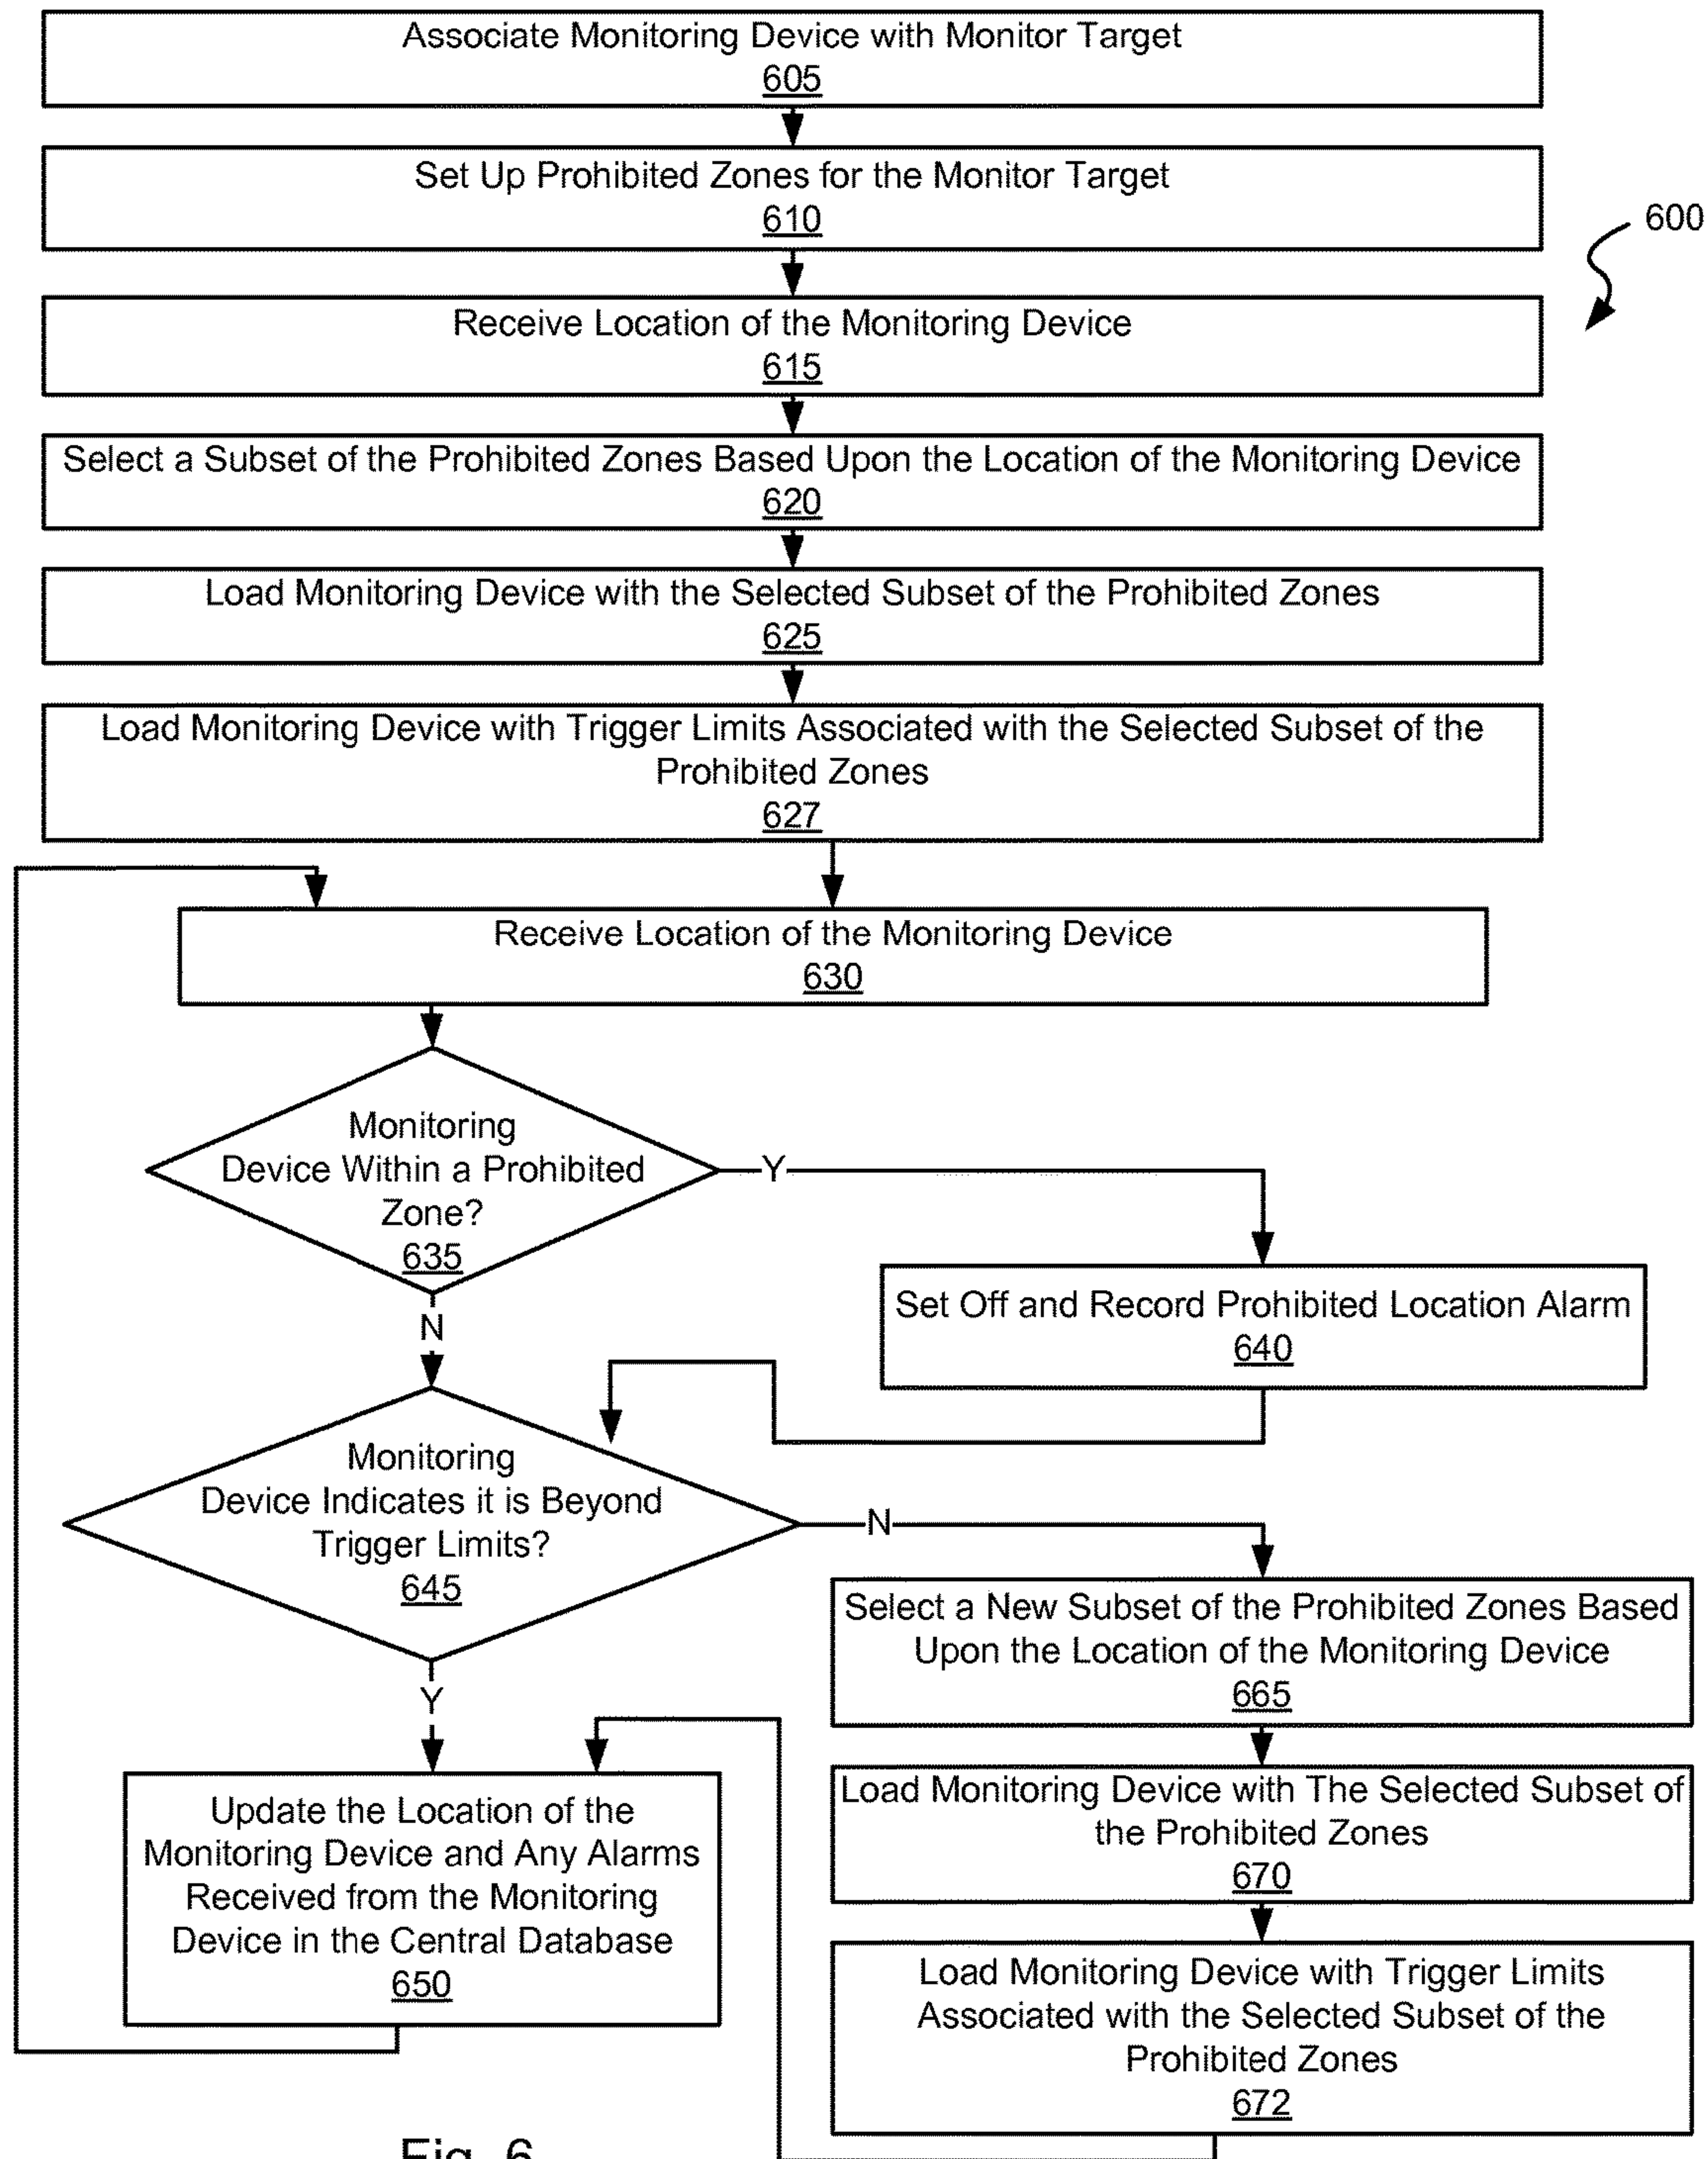 Associate Monitoring Device with Monitor Target
605
Set Up Prohibited Zones for the Monitor Target
610
600
Receive Location of the Monitoring Device
615
Select a Subset of the Prohibited Zones Based Upon the Location of the Monitoring Device
620
Load Monitoring Device with the Selected Subset of the Prohibited Zones
625
Load Monitoring Device with Trigger Limits Associated with the Selected Subset of the
Prohibited Zones
627
Receive Location of the Monitoring Device
630
Monitoring
Device Within a Prohibited
Zone?
635
Y
N
Set Off and Record Prohibited Location Alarm
640
Monitoring
Device Indicates it is Beyond
Trigger Limits?
645
N
Y
Select a New Subset of the Prohibited Zones Based
Upon the Location of the Monitoring Device
665
Load Monitoring Device with The Selected Subset of
the Prohibited Zones
670
Load Monitoring Device with Trigger Limits
Associated with the Selected Subset of the
Prohibited Zones
672
Update the Location of the
Monitoring Device and Any Alarms
Received from the Monitoring
Device in the Central Database
650
Fig. 6